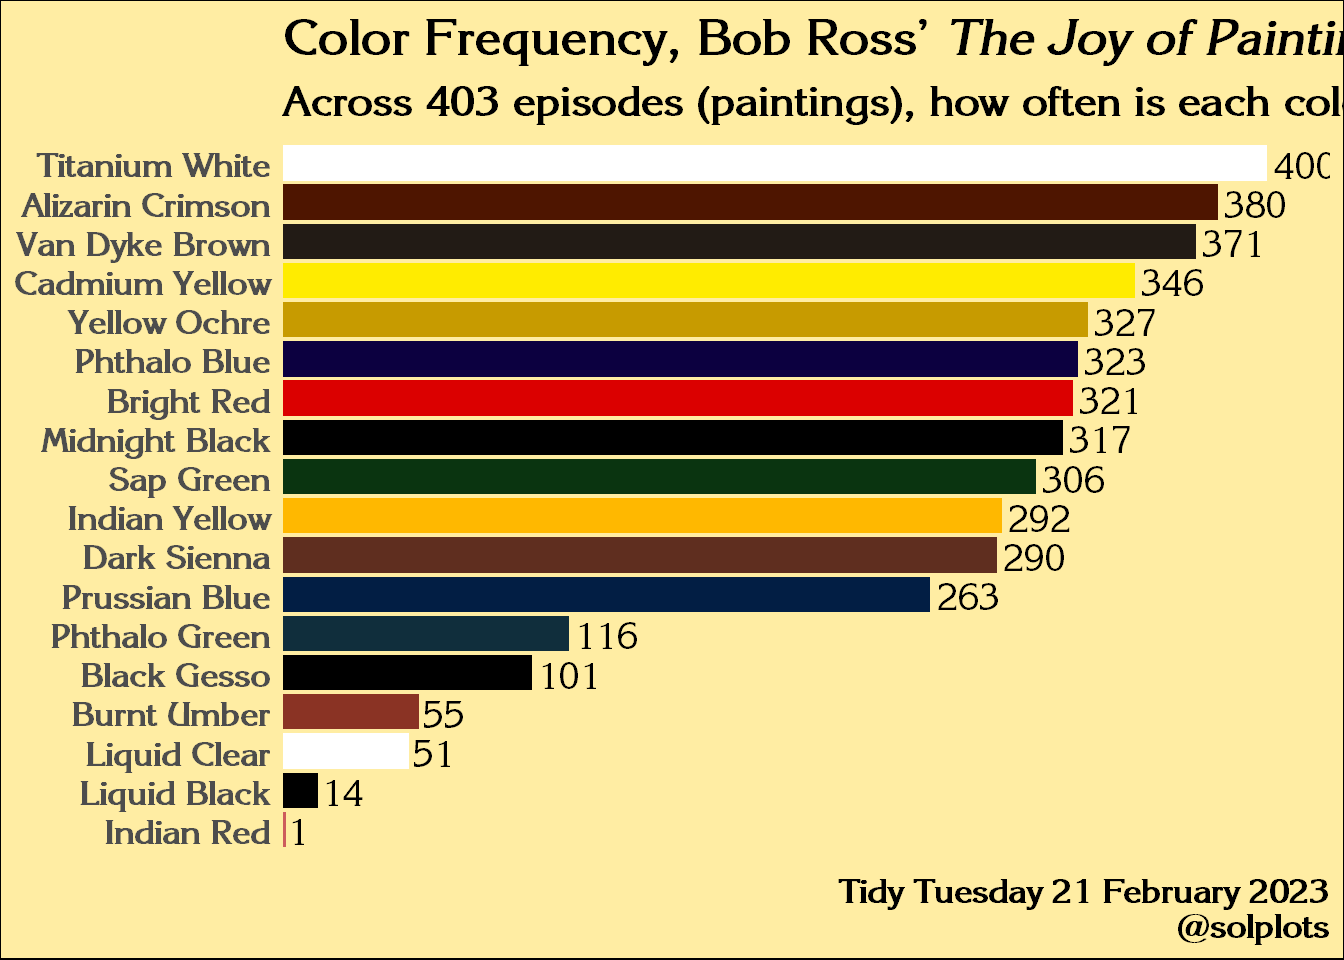 Color Frequency, Bob Ross’ The Joy of
Across 403 episodes (paintings), how often is each
Titanium White 400
Alizarin Crimson 380
Van Dyke Brown 371
Cadmium Yellow 346
Yellow Ochre 327
Phthalo Blue 323
Bright Red 321
Midnight Black 317
Sap Green 306
Indian Yellow 292
Dark Sienna 290
Prussian Blue 263
Phthalo Green 116
Black Gesso 101
Burnt Umber 55
Liquid Clear 51
Liquid Black 14
Indian Red 1
Tidy Tuesday 21 February 2023
@solplots